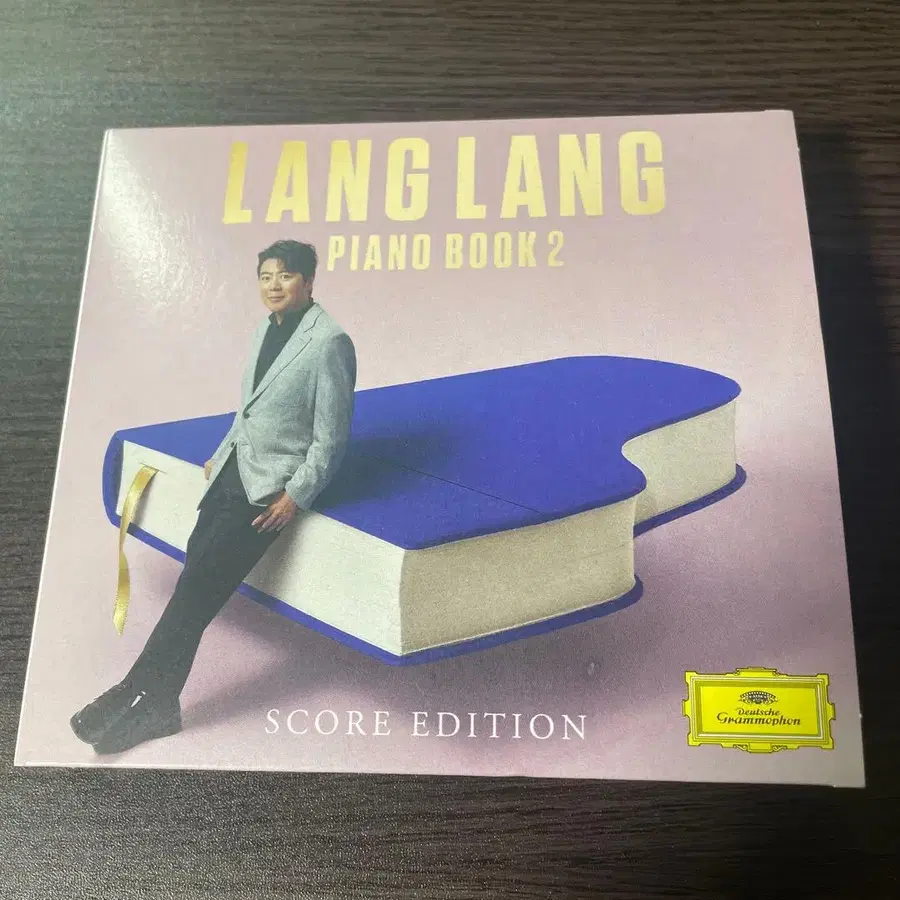 LANG LANG
PIANO BOOK 2
SCORE EDITION
Deutsche
Grammophon